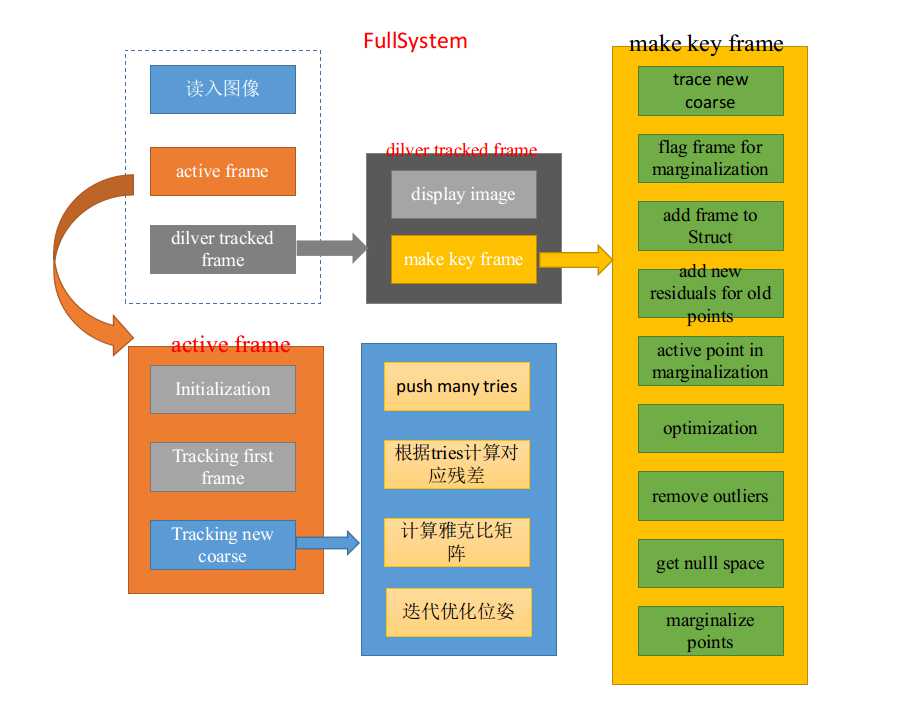 FullSystem
读入图像
active frame
dilver tracked
frame
dilver tracked frame
display image
make key frame
make key frame
trace new
coarse
flag frame for
marginalization
add frame to
Struct
add new
residuals for old
points
active point in
marginalization
optimization
remove outliers
get nulll space
marginalize
points
active frame
Initialization
Tracking first
frame
Tracking new
coarse
push many tries
根据tries计算对
应残差
计算雅克比矩
阵
迭代优化位姿